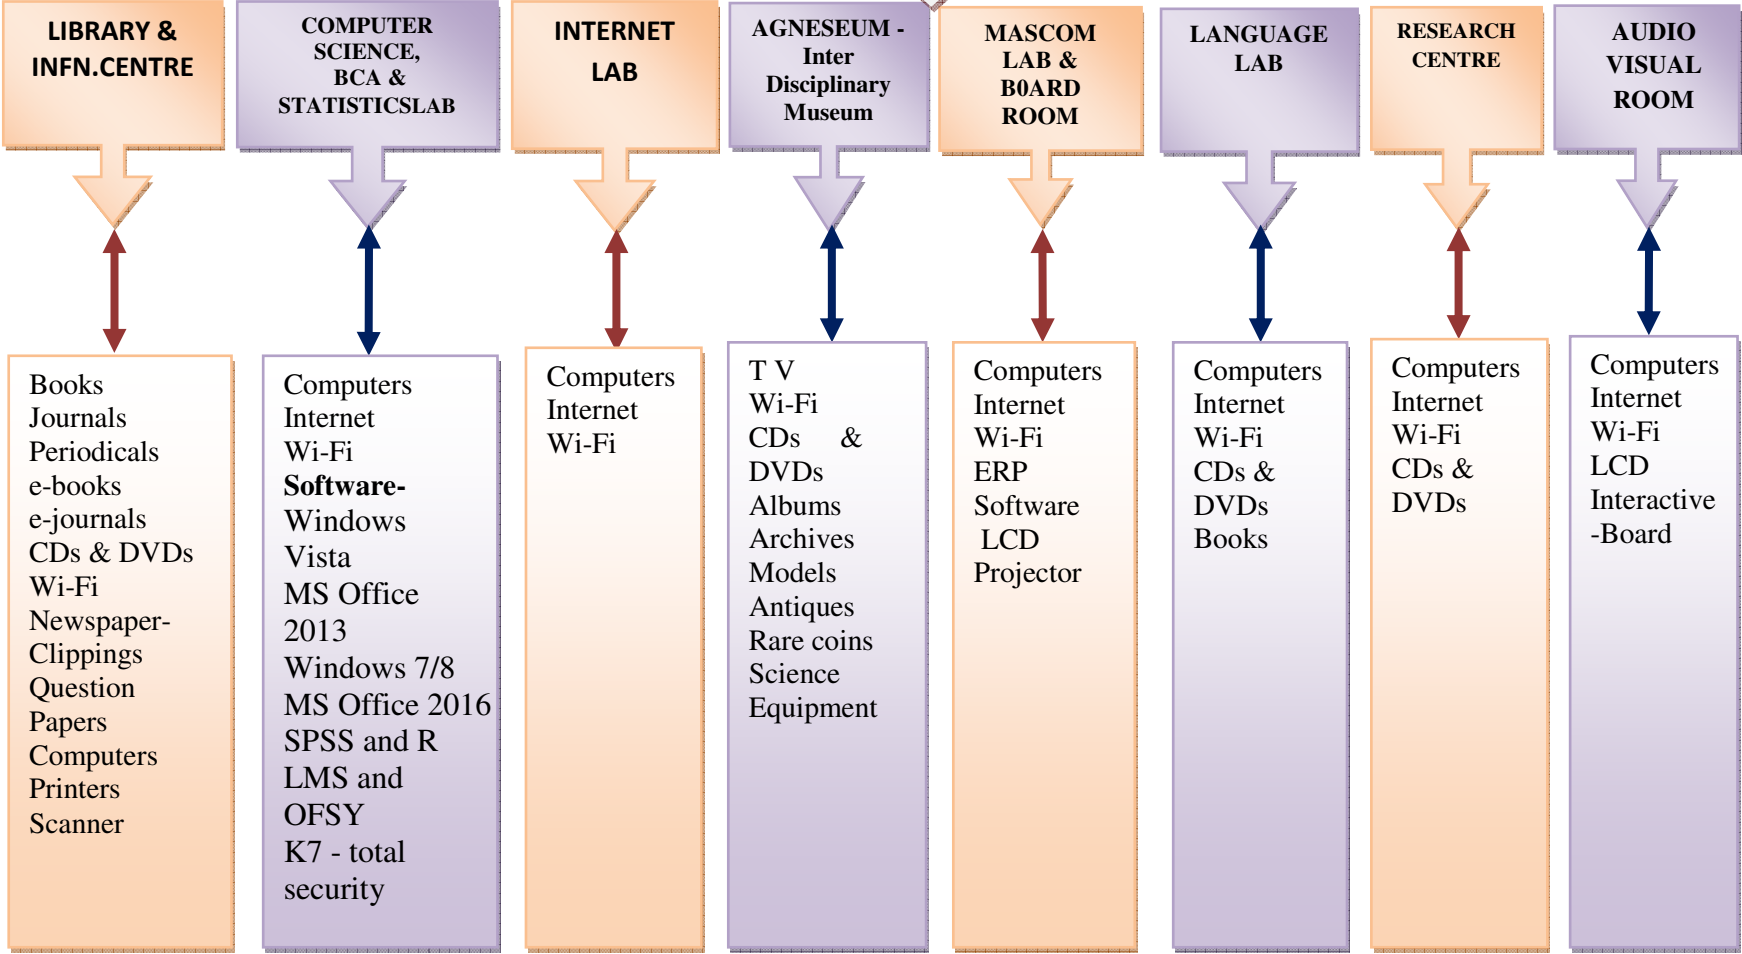 LIBRARY &
INFN.CENTRE
COMPUTER
SCIENCE,
BCA &
STATISTICSLAB
INTERNET
LAB
AGNESEUM -
Inter
Disciplinary
Museum
MASCOM
LAB &
B0ARD
ROOM
LANGUAGE
LAB
RESEARCH
CENTRE
AUDIO
VISUAL
ROOM
Books
Journals
Periodicals
e-books
e-journals
CDs & DVDs
Wi-Fi
Newspaper-
Clippings
Question
Papers
Computers
Printers
Scanner
Computers
Internet
Wi-Fi
Software-
Windows
Vista
MS Office
2013
Windows 7/8
MS Office 2016
SPSS and R
LMS and
OFSY
K7 - total
security
Computers
Internet
Wi-Fi
T V
Wi-Fi
CDs &
DVDs
Albums
Archives
Models
Antiques
Rare coins
Science
Equipment
Computers
Internet
Wi-Fi
ERP
Software
LCD
Projector
Computers
Internet
Wi-Fi
CDs &
DVDs
Books
Computers
Internet
Wi-Fi
CDs &
DVDs
Computers
Internet
Wi-Fi
LCD
Interactive
-Board